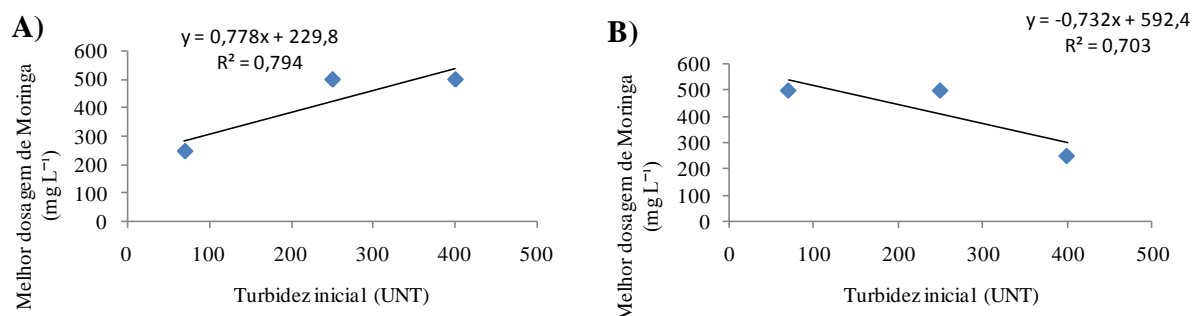 A)
y = 0,778x + 229,8
R² = 0,794
Melhor dosagem de Moringa
(mg L⁻¹)
600
500
400
300
200
100
0
0 100 200 300 400 500
Turbidez inicial (UNT)
B)
y = -0,732x + 592,4
R² = 0,703
Melhor dosagem de Moringa
(mg L⁻¹)
600
500
400
300
200
100
0
0 100 200 300 400 500
Turbidez inicial (UNT)